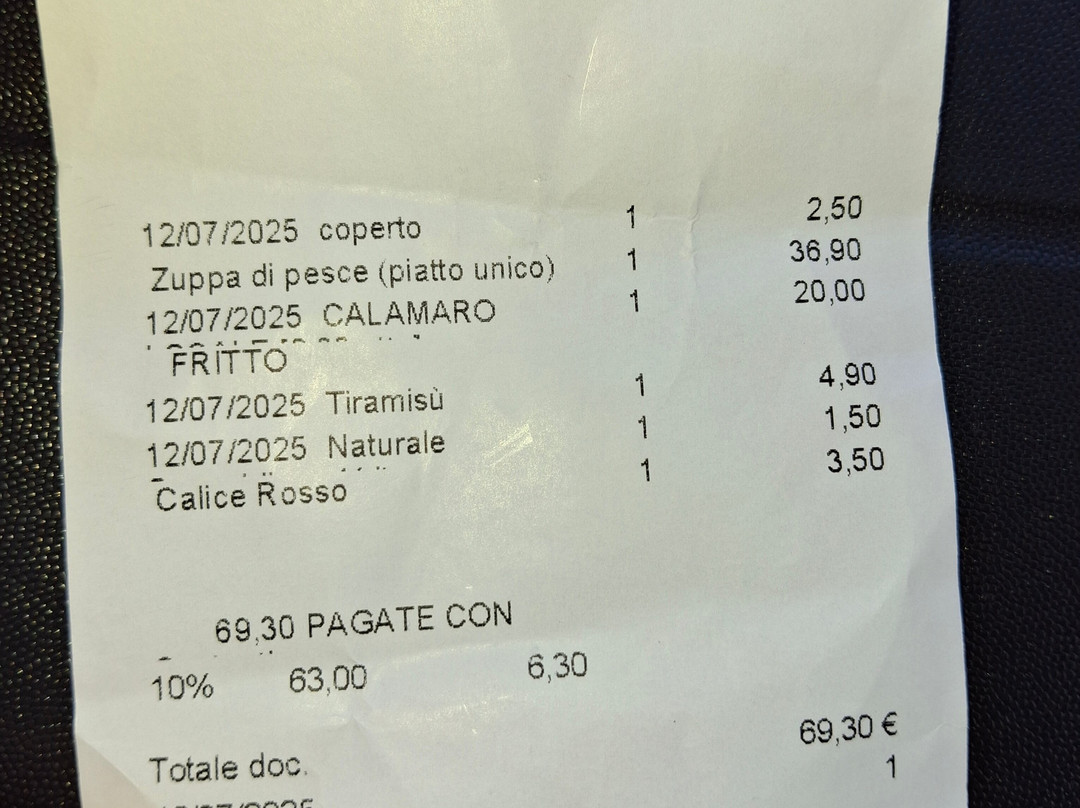 12/07/2025 coperto 1 2,50
Zuppa di pesce (piatto unico) 1 36,90
12/07/2025 CALAMARO 1 20,00
FRITTO
12/07/2025 Tiramisù 1 4,90
12/07/2025 Naturale 1 1,50
Calice Rosso 1 3,50
69,30 PAGATE CON
10% 63,00 6,30
69,30 €
Totale doc. 1